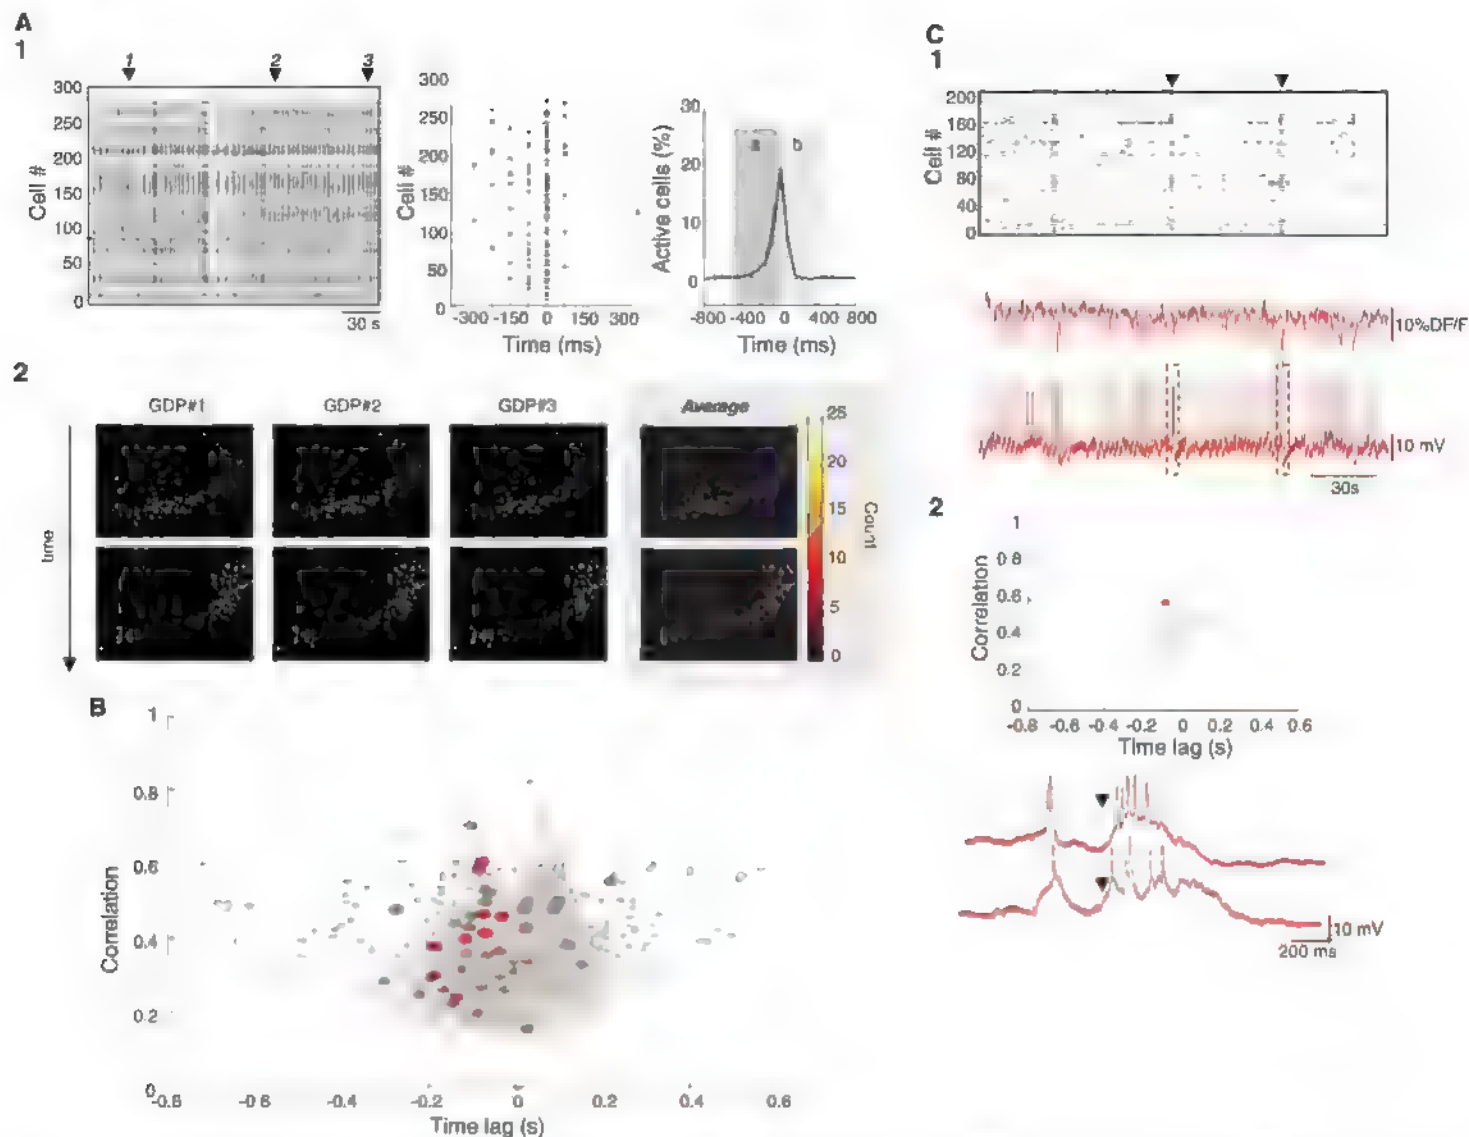 A
1
1 2 3
300
250
200
150
100
50
0
Cell #
30 s
300
250
200
150
100
50
0
Cell #
-300 -150 0 150 300
Time (ms)
30
20
10
0
Active cells (%)
a b
-800 -400 0 400 800
Time (ms)
2
time
GDP#1 GDP#2 GDP#3 Average
25
20
15
10
5
0
Count
B
1
0.8
0.6
0.4
0.2
0
Correlation
-0.8 -0.6 -0.4 -0.2 0 0.2 0.4 0.6
Time lag (s)
C
1
200
160
120
80
40
0
Cell #
10%DF/F
10 mV
30s
2
1
0.8
0.6
0.4
0.2
0
Correlation
-0.8 -0.6 -0.4 -0.2 0 0.2 0.4 0.6
Time lag (s)
10 mV
200 ms